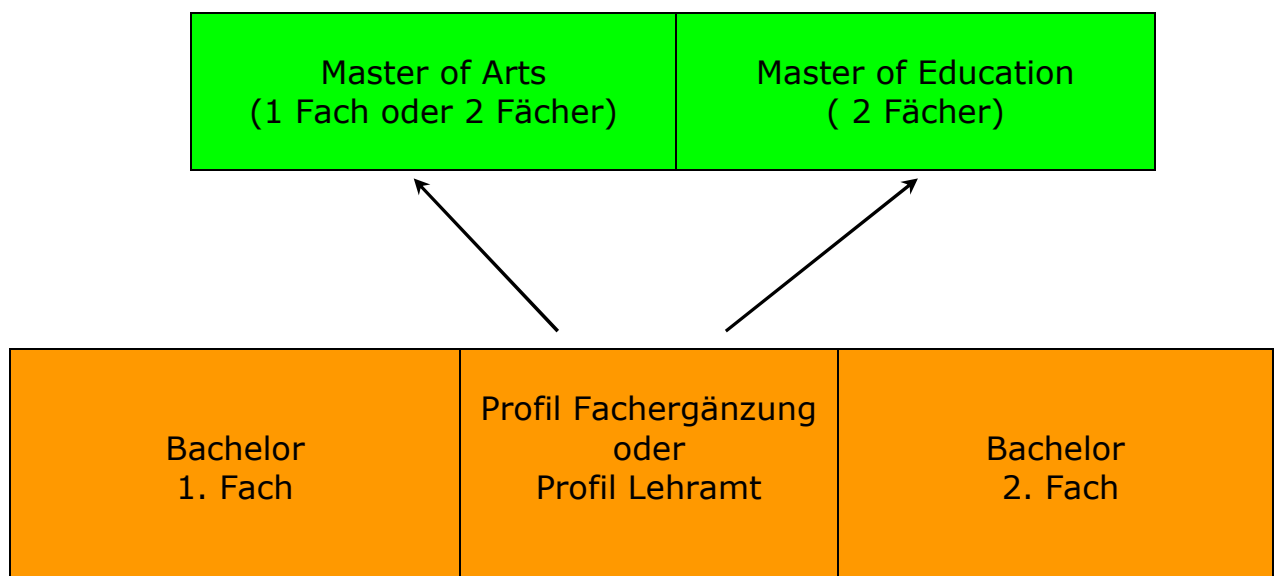 Master of Arts
(1 Fach oder 2 Fächer)
Master of Education
( 2 Fächer)
Bachelor
1. Fach
Profil Fachergänzung
oder
Profil Lehramt
Bachelor
2. Fach